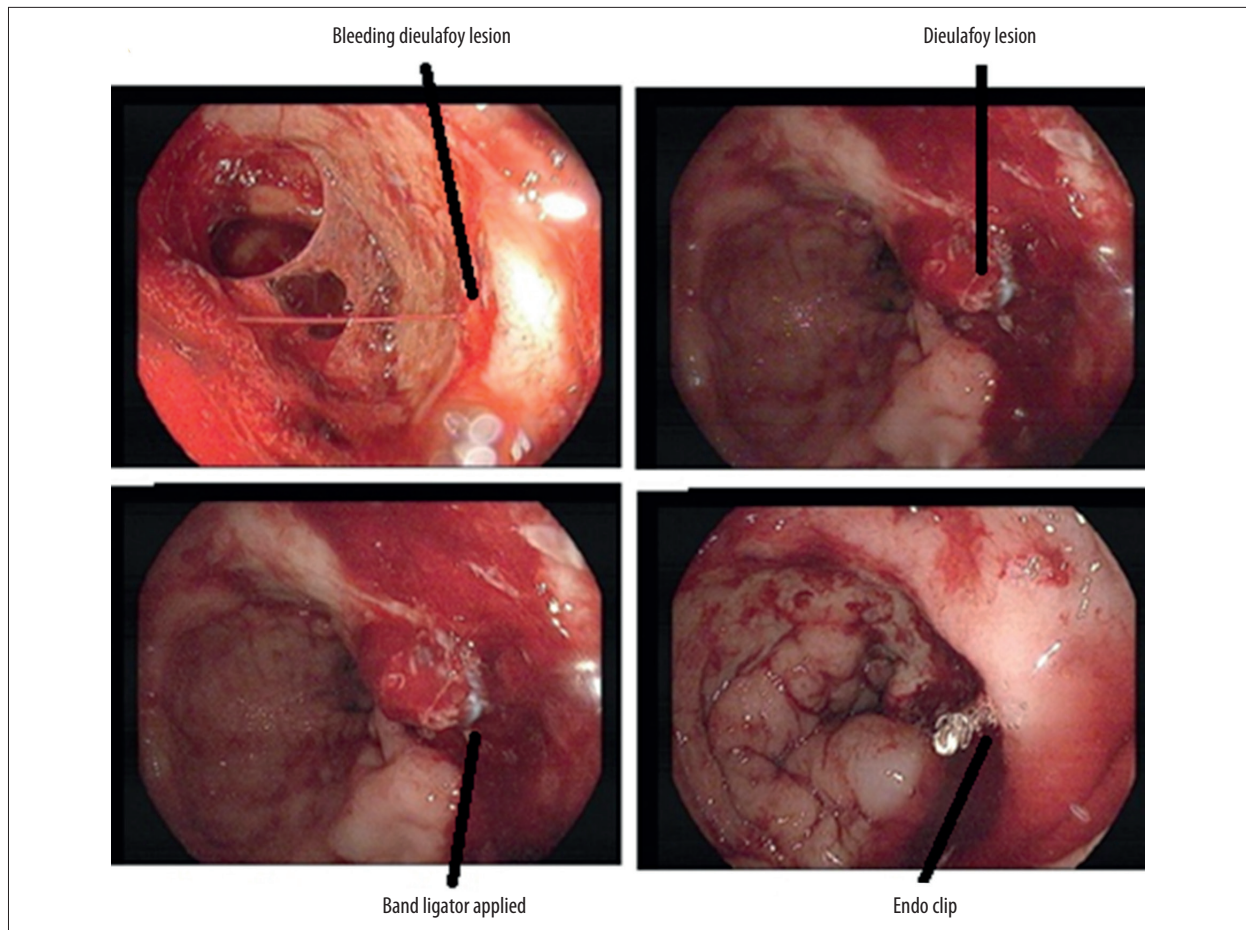 Bleeding dieulafoy lesion
Dieulafoy lesion
Band ligator applied
Endo clip